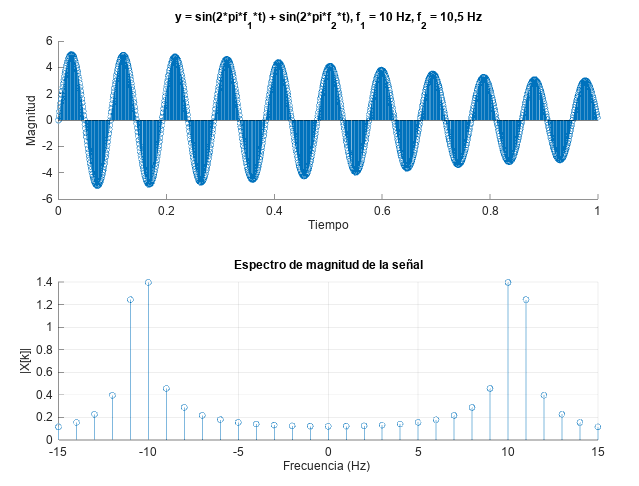 y = sin(2*pi*f1*t) + sin(2*pi*f2*t), f1 = 10 Hz, f2 = 10,5 Hz
6
4
2
0
-2
-4
-6
Magnitud
0 0.2 0.4 0.6 0.8 1
Tiempo
Espectro de magnitud de la señal
1.4
1.2
1
0.8
0.6
0.4
0.2
0
|X[k]|
-15 -10 -5 0 5 10 15
Frecuencia (Hz)